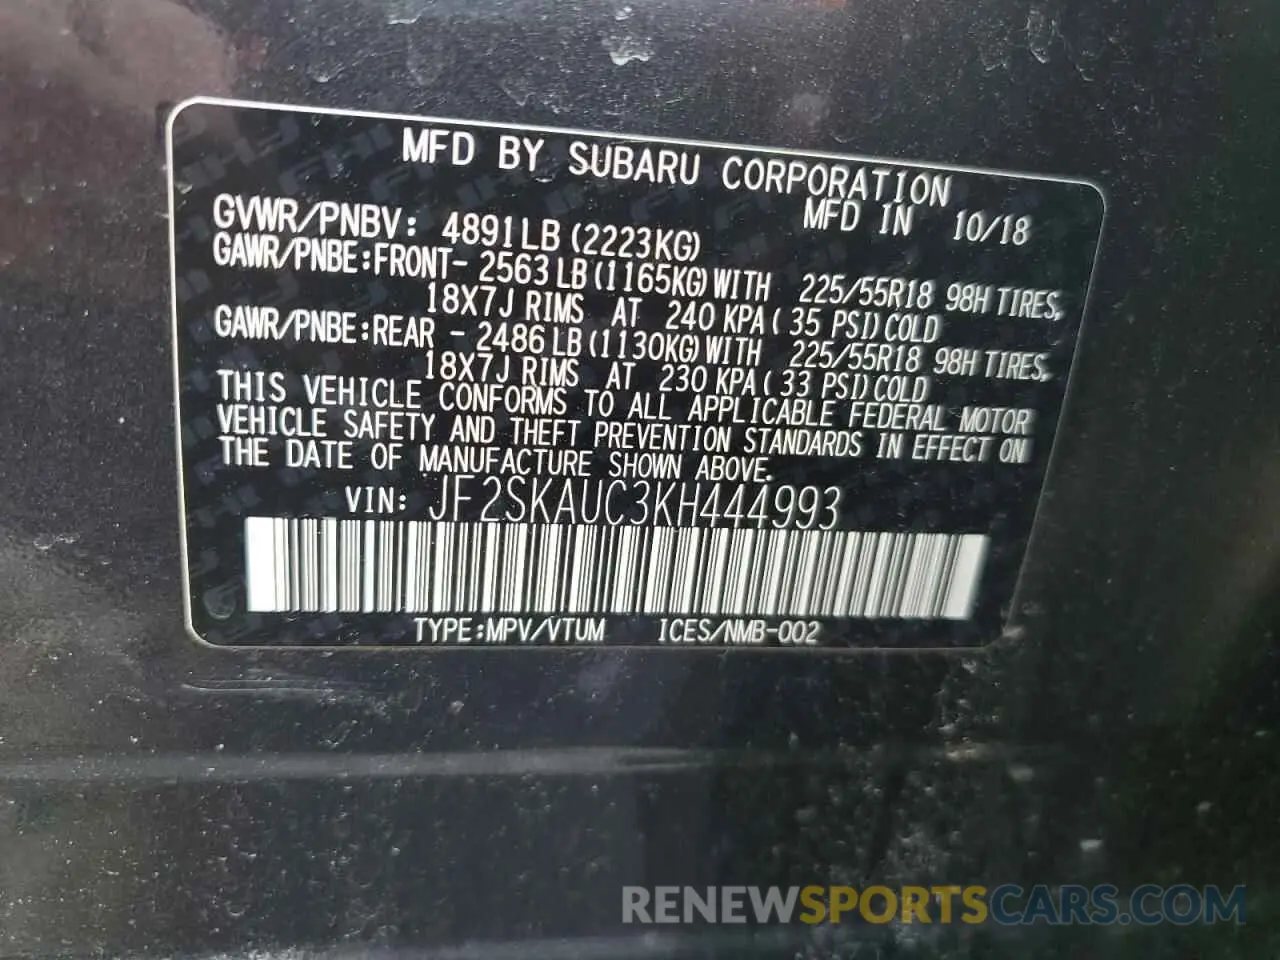 MFD BY SUBARU CORPORATION
MFD IN 10/18
GVWR/PNBV: 4891LB (2223KG)
GAWR/PNBE:FRONT- 2563LB(1165KG)WITH 225/55R18 98H TIRES,
18X7J RIMS AT 240 KPA( 35 PSI)COLD
GAWR/PNBE:REAR - 2486LB(1130KG)WITH 225/55R18 98H TIRES,
18X7J RIMS AT 230 KPA( 33 PSI)COLD
THIS VEHICLE CONFORMS TO ALL APPLICABLE FEDERAL MOTOR
VEHICLE SAFETY AND THEFT PREVENTION STANDARDS IN EFFECT ON
THE DATE OF MANUFACTURE SHOWN ABOVE.
VIN: JF2SKAUC3KH444993
TYPE:MPV/VTUM ICES/NMB-002
RENEWSPORTSCARS.COM